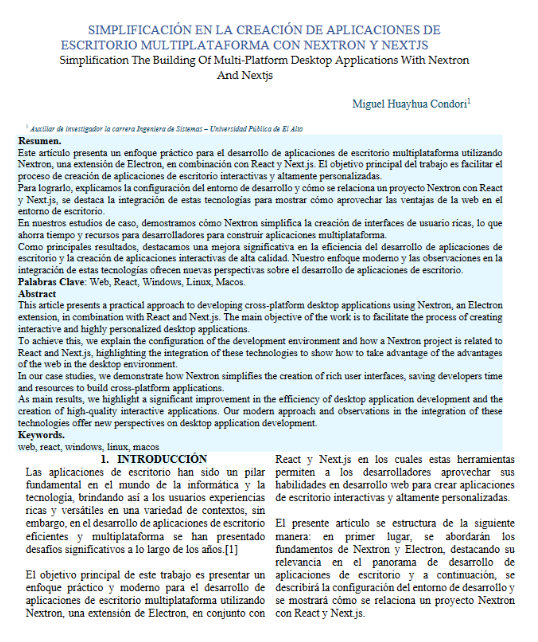 SIMPLIFICACIÓN EN LA CREACIÓN DE APLICACIONES DE
ESCRITORIO MULTIPLATAFORMA CON NEXTRON Y NEXTJS
Simplification The Building Of Multi-Platform Desktop Applications With Nextron
And Nextjs
Miguel Huayhua Condori1
1 Auxiliar de investigador la carrera Ingeniera de Sistemas – Universidad Pública de El Alto
Resumen.
Este artículo presenta un enfoque práctico para el desarrollo de aplicaciones de escritorio multiplataforma utilizando
Nextron, una extensión de Electron, en combinación con React y Next.js. El objetivo principal del trabajo es facilitar el
proceso de creación de aplicaciones de escritorio interactivas y altamente personalizadas.
Para lograrlo, explicamos la configuración del entorno de desarrollo y cómo se relaciona un proyecto Nextron con React
y Next.js, se destaca la integración de estas tecnologías para mostrar cómo aprovechar las ventajas de la web en el
entorno de escritorio.
En nuestros estudios de caso, demostramos cómo Nextron simplifica la creación de interfaces de usuario ricas, lo que
ahorra tiempo y recursos para desarrolladores para construir aplicaciones multiplataforma.
Como principales resultados, destacamos una mejora significativa en la eficiencia del desarrollo de aplicaciones de
escritorio y la creación de aplicaciones interactivas de alta calidad. Nuestro enfoque moderno y las observaciones en la
integración de estas tecnologías ofrecen nuevas perspectivas sobre el desarrollo de aplicaciones de escritorio.
Palabras Clave: Web, React, Windows, Linux, Macos.
Abstract
This article presents a practical approach to developing cross-platform desktop applications using Nextron, an Electron
extension, in combination with React and Next.js. The main objective of the work is to facilitate the process of creating
interactive and highly personalized desktop applications.
To achieve this, we explain the configuration of the development environment and how a Nextron project is related to
React and Next.js, highlighting the integration of these technologies to show how to take advantage of the advantages
of the web in the desktop environment.
In our case studies, we demonstrate how Nextron simplifies the creation of rich user interfaces, saving developers time
and resources to build cross-platform applications.
As main results, we highlight a significant improvement in the efficiency of desktop application development and the
creation of high-quality interactive applications. Our modern approach and observations in the integration of these
technologies offer new perspectives on desktop application development.
Keywords.
web, react, windows, linux, macos
1. INTRODUCCIÓN
Las aplicaciones de escritorio han sido un pilar
fundamental en el mundo de la informática y la
tecnología, brindando así a los usuarios experiencias
ricas y versátiles en una variedad de contextos, sin
embargo, en el desarrollo de aplicaciones de escritorio
eficientes y multiplataforma se han presentado
desafíos significativos a lo largo de los años.[1]
El objetivo principal de este trabajo es presentar un
enfoque práctico y moderno para el desarrollo de
aplicaciones de escritorio multiplataforma utilizando
Nextron, una extensión de Electron, en conjunto con
React y Next.js en los cuales estas herramientas
permiten a los desarrolladores aprovechar sus
habilidades en desarrollo web para crear aplicaciones
de escritorio interactivas y altamente personalizadas.
El presente artículo se estructura de la siguiente
manera: en primer lugar, se abordarán los
fundamentos de Nextron y Electron, destacando su
relevancia en el panorama de desarrollo de
aplicaciones de escritorio y a continuación, se
describirá la configuración del entorno de desarrollo y
se mostrará cómo se relaciona un proyecto Nextron
con React y Next.js.